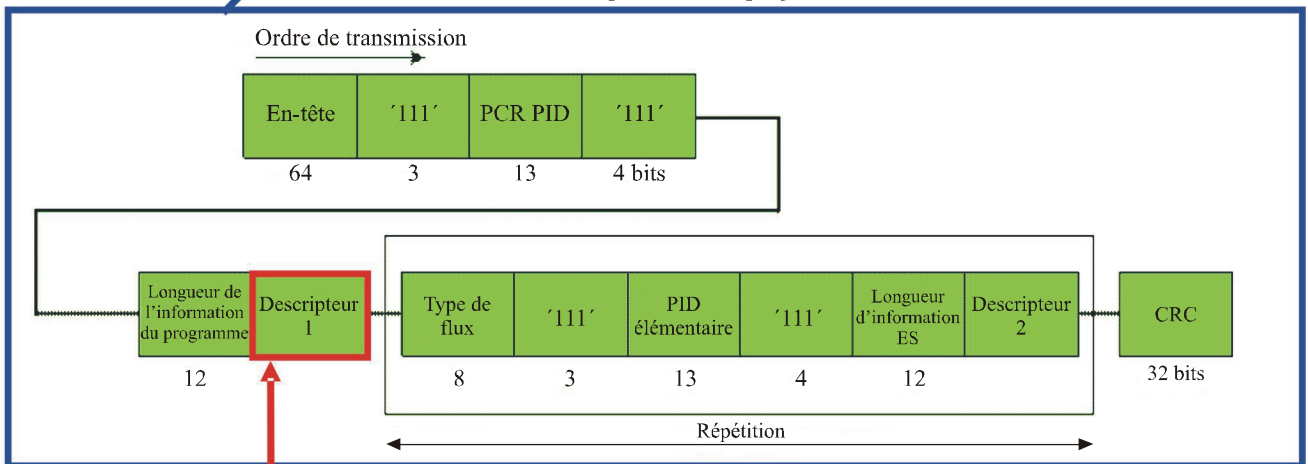 Ordre de transmission
En-tête
´111´
PCR PID
´111´
64
3
13
4 bits
Longueur de
l’information
du programme
Descripteur
1
Type de
flux
´111´
PID
élémentaire
´111´
Longueur
d’information
ES
Descripteur
2
CRC
12
8
3
13
4
12
32 bits
Répétition